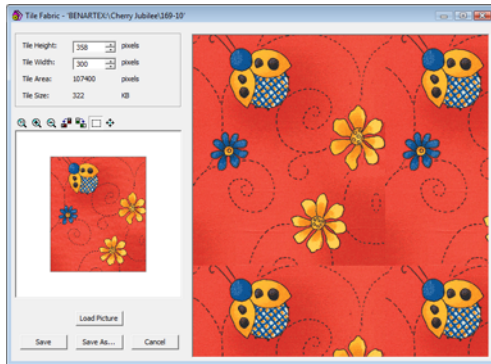 Tile Fabric - 'BENARTEX\Cherry Jubilee\169-10'
Tile Height: 358 pixels
Tile Width: 300 pixels
Tile Area: 107400 pixels
Tile Size: 322 KB
Load Picture
Save Save As... Cancel